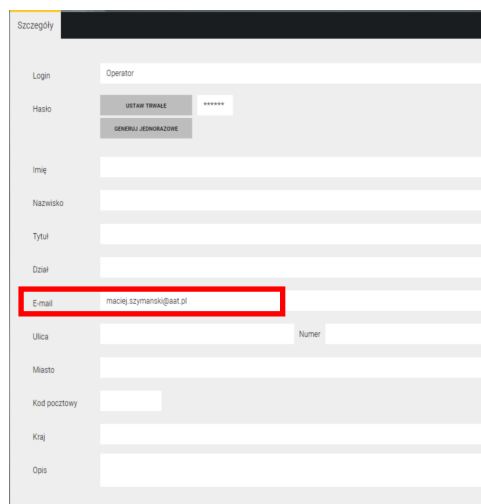 Szczegóły
Login Operator
Hasło USTAW TRWAŁE ******
GENERUJ JEDNORAZOWE
Imię
Nazwisko
Tytuł
Dział
E-mail maciej.szymanski@aat.pl
Ulica Numer
Miasto
Kod pocztowy
Kraj
Opis